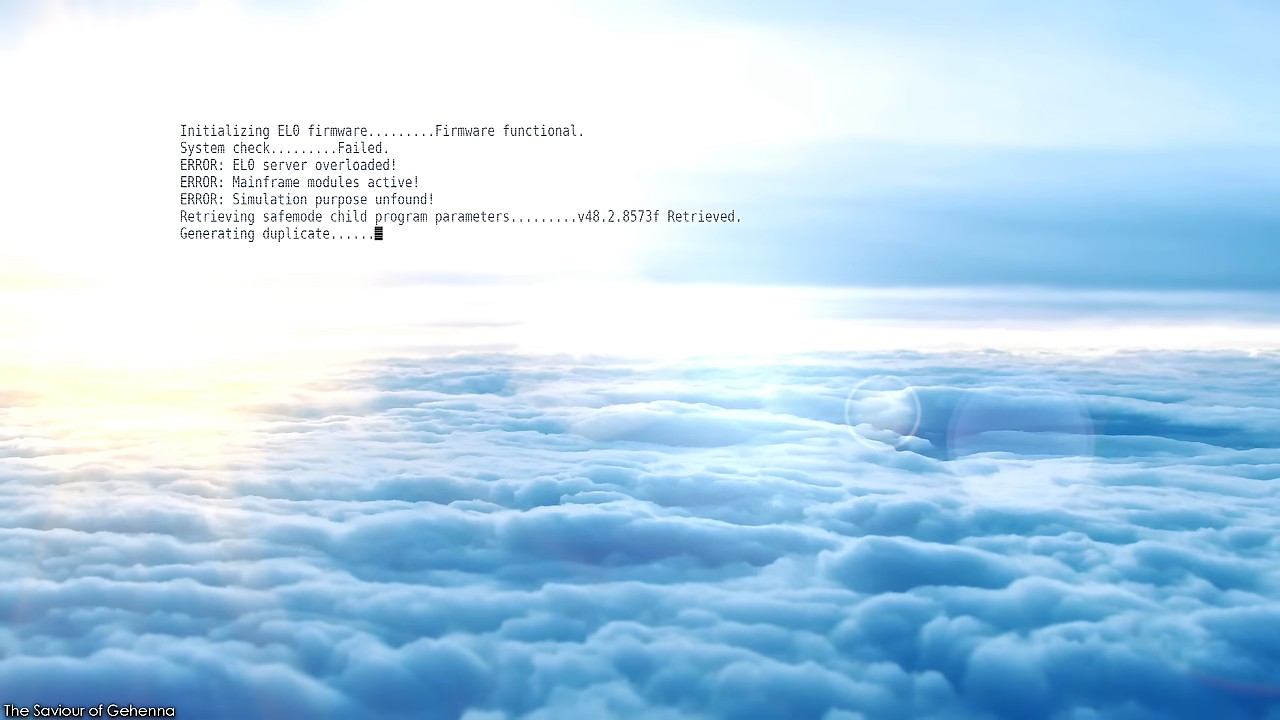 Initializing EL0 firmware.........Firmware functional.
System check.........Failed.
ERROR: EL0 server overloaded!
ERROR: Mainframe modules active!
ERROR: Simulation purpose unfound!
Retrieving safemode child program parameters.........v48.2.8573f Retrieved.
Generating duplicate......
The Saviour of Gehenna